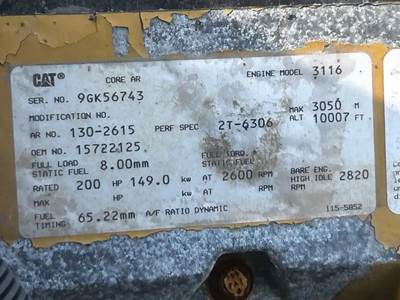 CAT® CORE AR ENGINE MODEL 3116
SER. NO. 9GK56743
MODIFICATION NO. MAX 3050 M
AR NO. 130-2615 PERF SPEC 2T-6306 ALT 10007 FT
OEM NO. 15722125
FULL LOAD STATIC FUEL 8.00mm FULL TORQ. STATIC FUEL
RATED 200 HP 149.0 kw AT 2600 RPM BARE ENG. HIGH IDLE 2820
MAX HP kw AT RPM
FUEL TIMING 65.22mm A/F RATIO DYNAMIC 115-5852